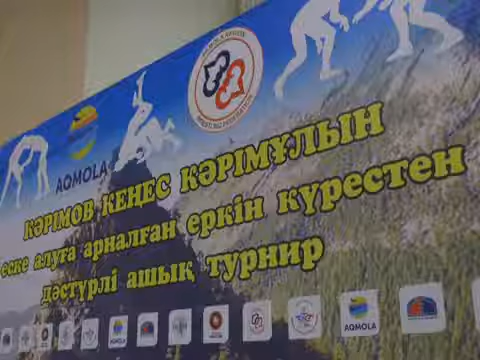 AQMOLA
КӘРІМОВ КЕҢЕС КӘРІМҰЛЫН
еске алуға арналған еркін күрестен
дәстүрлі ашық турнир
AQMOLA